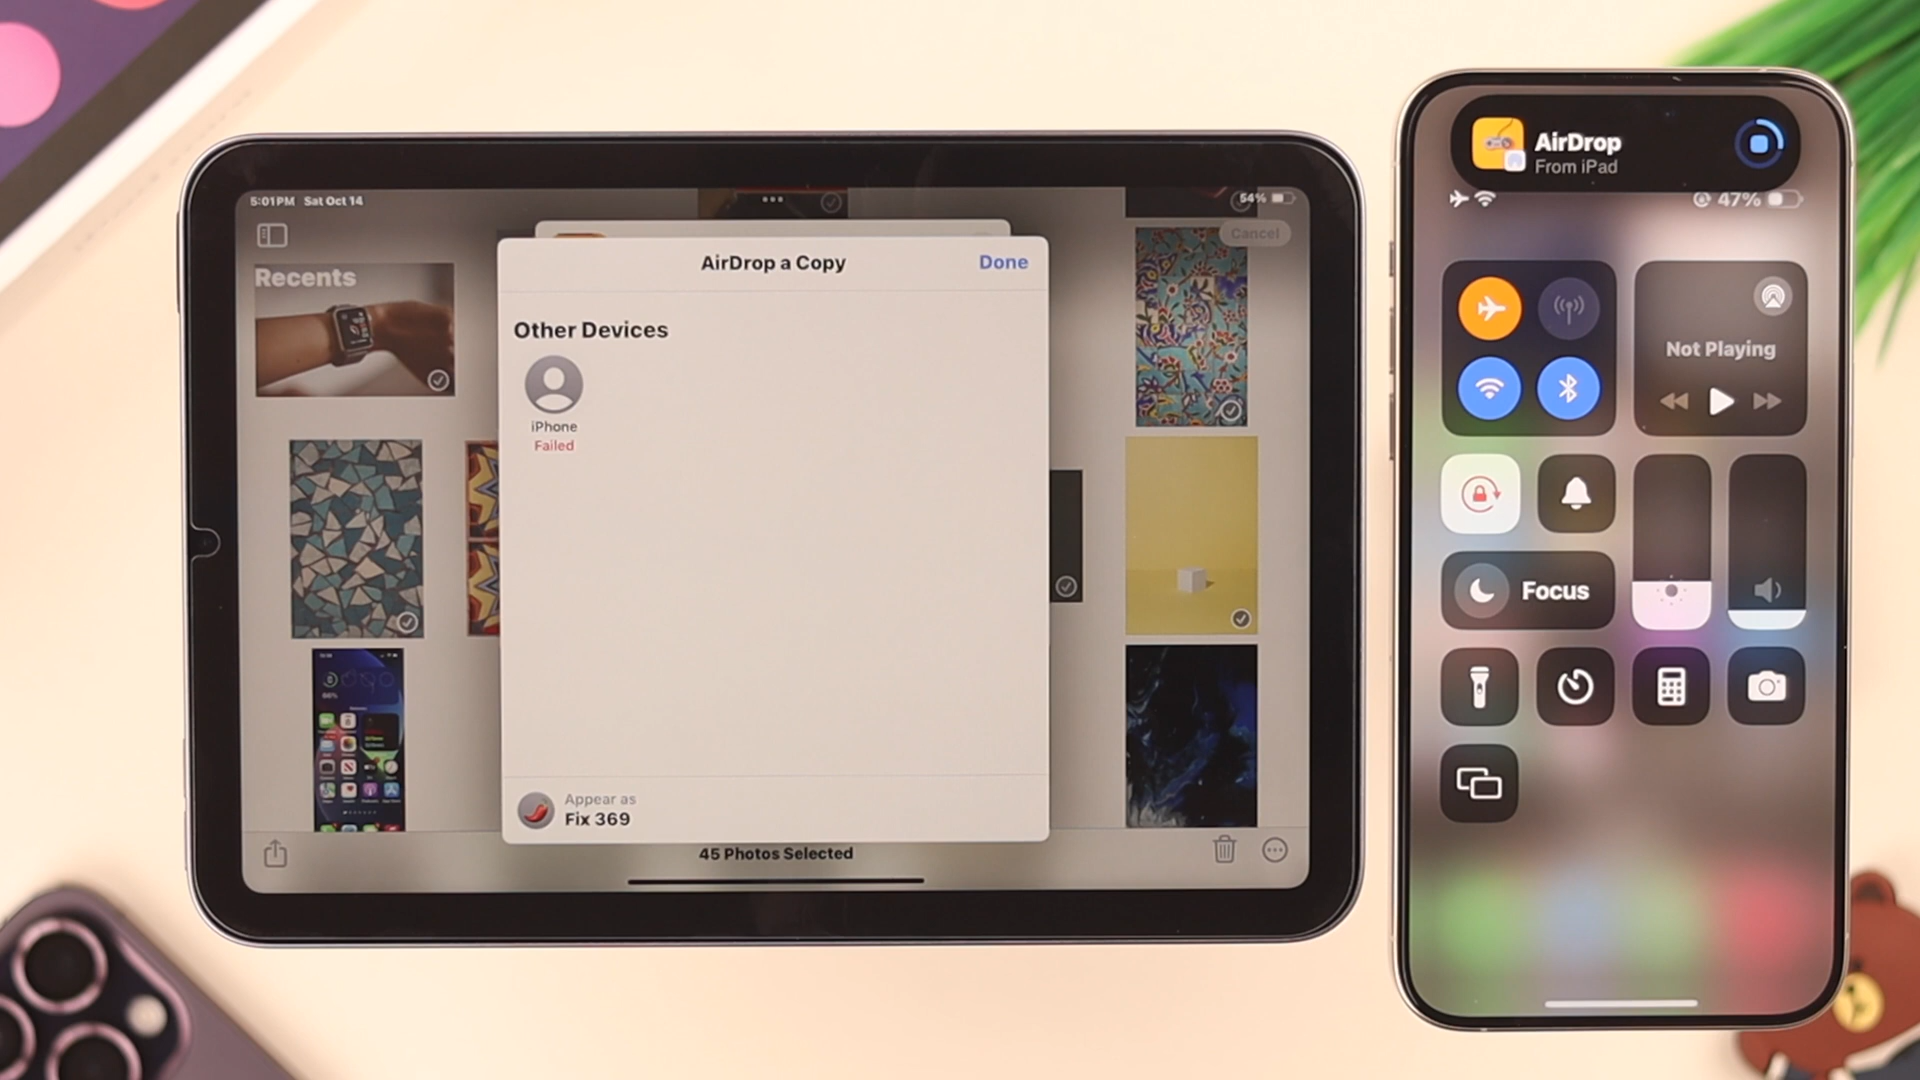 5:01PM Sat Oct 14
54%
Cancel
Recents
AirDrop a Copy
Done
Other Devices
iPhone
Failed
Appear as
Fix 369
45 Photos Selected
AirDrop
From iPad
47%
Not Playing
Focus